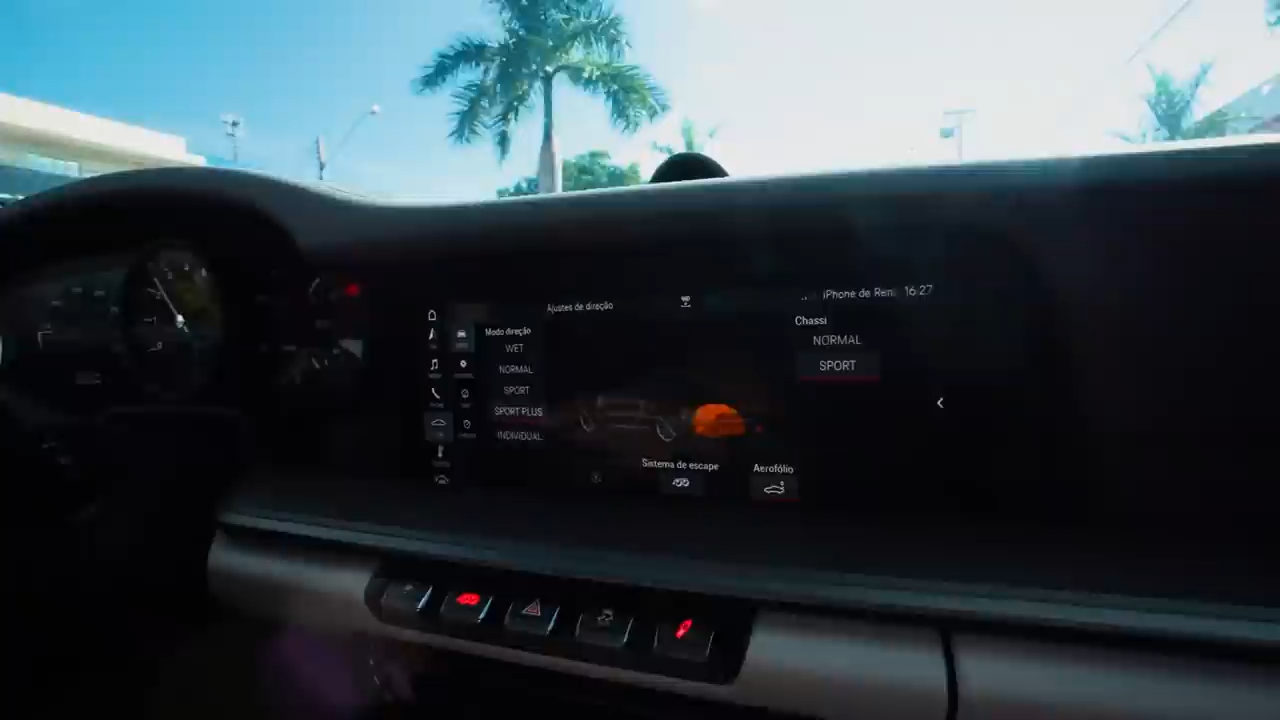 Ajustes de direção
iPhone de Ren. 16.27
Modo direção
WET
NORMAL
SPORT
SPORT PLUS
INDIVIDUAL
Chassi
NORMAL
SPORT
Sistema de escape
Aerofólio